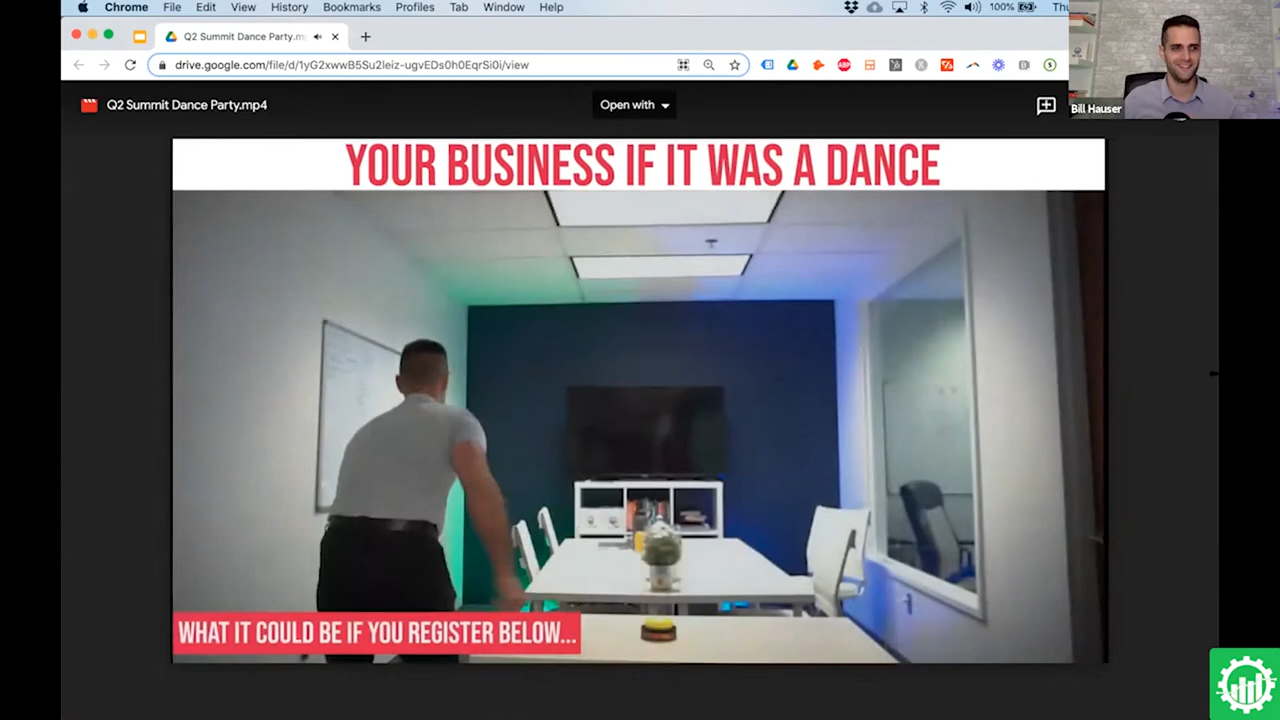 Chrome File Edit View History Bookmarks Profiles Tab Window Help 100% Thu
Q2 Summit Dance Party.m
drive.google.com/file/d/1yG2xwwB5Su2leiz-ugvEDs0h0EqrSi0i/view
ABP
Q2 Summit Dance Party.mp4
Open with
Bill Hauser
YOUR BUSINESS IF IT WAS A DANCE
WHAT IT COULD BE IF YOU REGISTER BELOW...